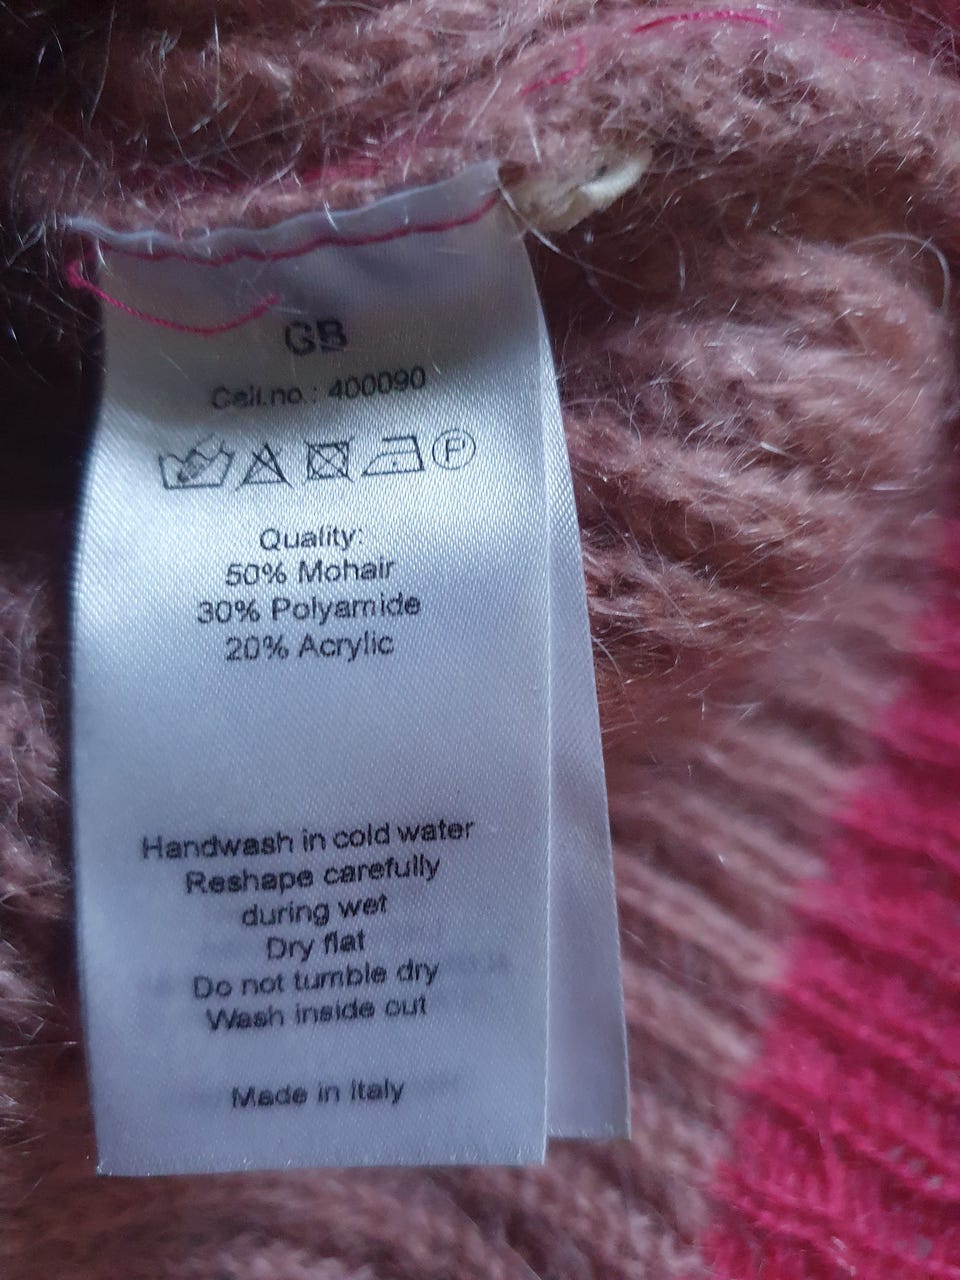 GB
Cell.no.: 400090
P
Quality:
50% Mohair
30% Polyamide
20% Acrylic
Handwash in cold water
Reshape carefully
during wet
Dry flat
Do not tumble dry
Wash inside out
Made in Italy